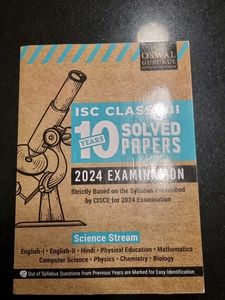 OSWAL
GURUKUL
ISC CLASS XII
10
YEARS
SOLVED
PAPERS
2024 EXAMINATION
Strictly Based on the Syllabus Prescribed
by CISCE for 2024 Examination
Science Stream
English-I • English-II • Hindi • Physical Education • Mathematics
Computer Science • Physics • Chemistry • Biology
Out of Syllabus Questions from Previous Years are Marked for Easy Identification